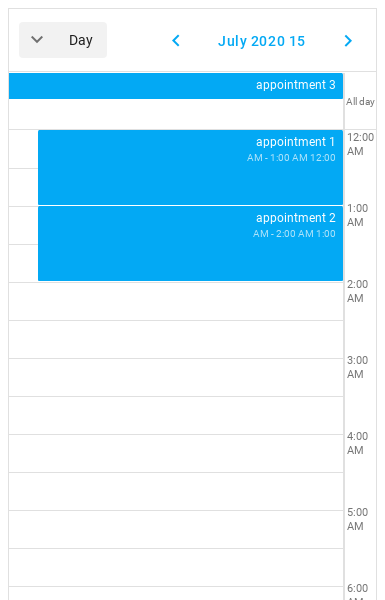 Day
July 2020 15
appointment 3
All day
appointment 1
AM - 1:00 AM 12:00
12:00
AM
appointment 2
AM - 2:00 AM 1:00
1:00
AM
2:00
AM
3:00
AM
4:00
AM
5:00
AM
6:00
AM